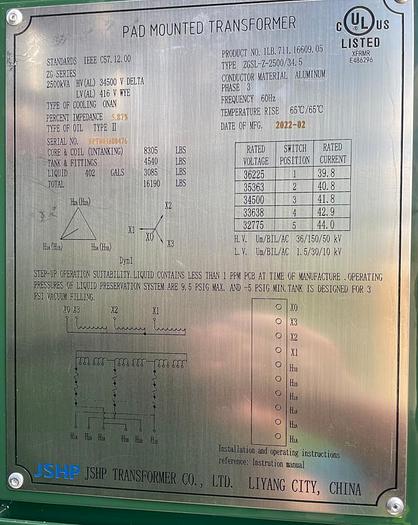 PAD MOUNTED TRANSFORMER
C UL US
LISTED
XFRMR
E486296
STANDARDS IEEE C57.12.00
ZG-SERIES
2500kVA HV(AL) 34500 V DELTA
LV(AL) 416 V WYE
TYPE OF COOLING ONAN
PERCENT IMPEDANCE 5.87%
TYPE OF OIL TYPE II
SERIAL NO.
CORE & COIL (UNTANKING) 8305 LBS
TANK & FITTINGS 4540 LBS
LIQUID 402 GALS 3085 LBS
TOTAL 16190 LBS
PRODUCT NO. 1LB.711.16609.05
TYPE ZGSL-Z-2500/34.5
CONDUCTOR MATERIAL ALUMINUM
PHASE 3
FREQUENCY 60Hz
TEMPERATURE RISE 65℃/65℃
DATE OF MFG. 2022-02
RATED VOLTAGE SWITCH POSITION RATED CURRENT
36225 1 39.8
35363 2 40.8
34500 3 41.8
33638 4 42.9
32775 5 44.0
H.V. Um/BIL/AC 36/150/50 kV
L.V. Um/BIL/AC 1.5/30/10 kV
X2
X1 X0
X3
Dyn1
STEP-UP OPERATION SUITABILITY.LIQUID CONTAINS LESS THAN 1 PPM PCB AT TIME OF MANUFACTURE .OPERATING
PRESSURES OF LIQUID PRESERVATION SYSTEM ARE 9.5 PSIG MAX. AND -5 PSIG MIN.TANK IS DESIGNED FOR 3
PSI VACUUM FILLING.
X0 X3 X2 X1
X0
X3
X2
X1
Installation and operating instructions
reference: Instrution manual
JSHP JSHP TRANSFORMER CO., LTD. LIYANG CITY, CHINA